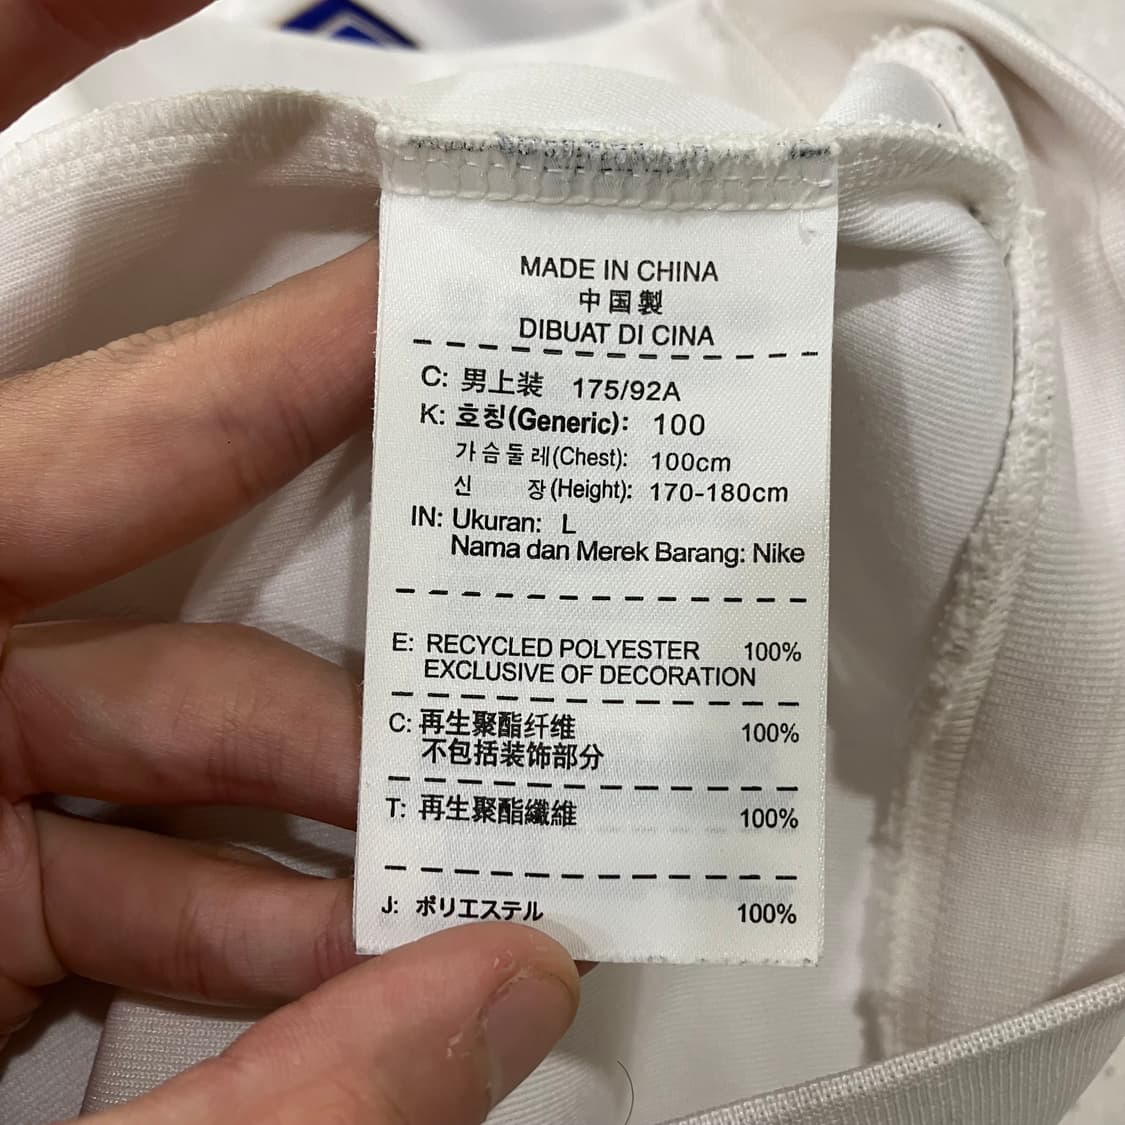 MADE IN CHINA
中国製
DIBUAT DI CINA
C: 男上装 175/92A
K: 호칭(Generic): 100
가슴둘레(Chest): 100cm
신 장(Height): 170-180cm
IN: Ukuran: L
Nama dan Merek Barang: Nike
E: RECYCLED POLYESTER 100%
EXCLUSIVE OF DECORATION
C: 再生聚酯纤维 100%
不包括装饰部分
T: 再生聚酯纖維 100%
J: ポリエステル 100%